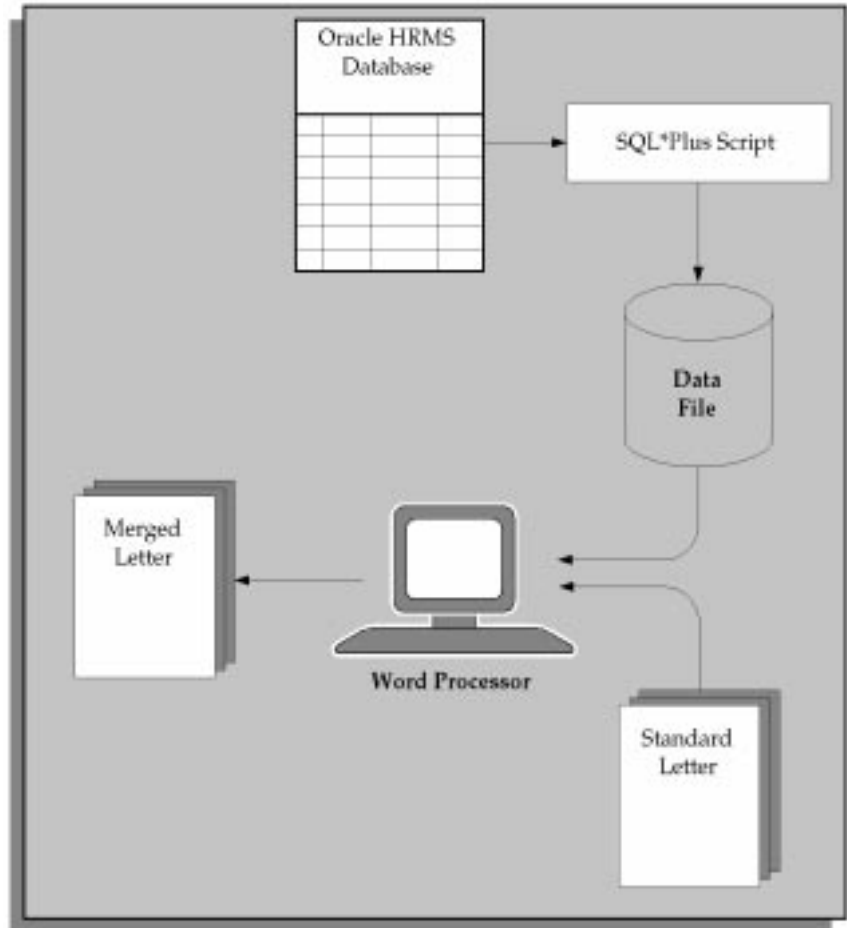 Oracle HRMS
Database
SQL*Plus Script
Data
File
Merged
Letter
Word Processor
Standard
Letter